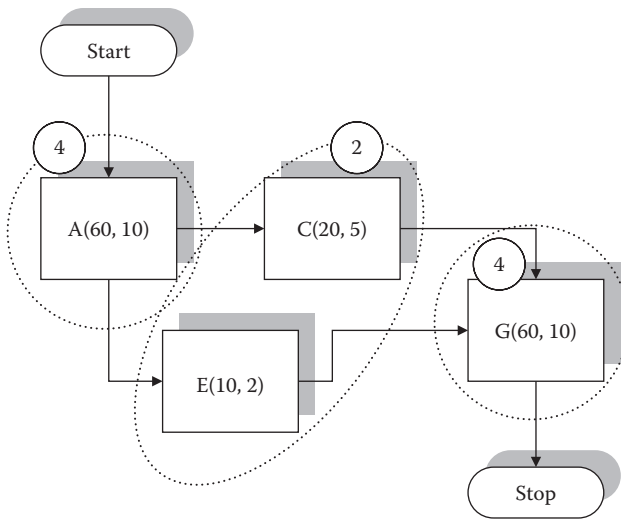 Start
4
2
A(60, 10)
C(20, 5)
4
G(60, 10)
E(10, 2)
Stop